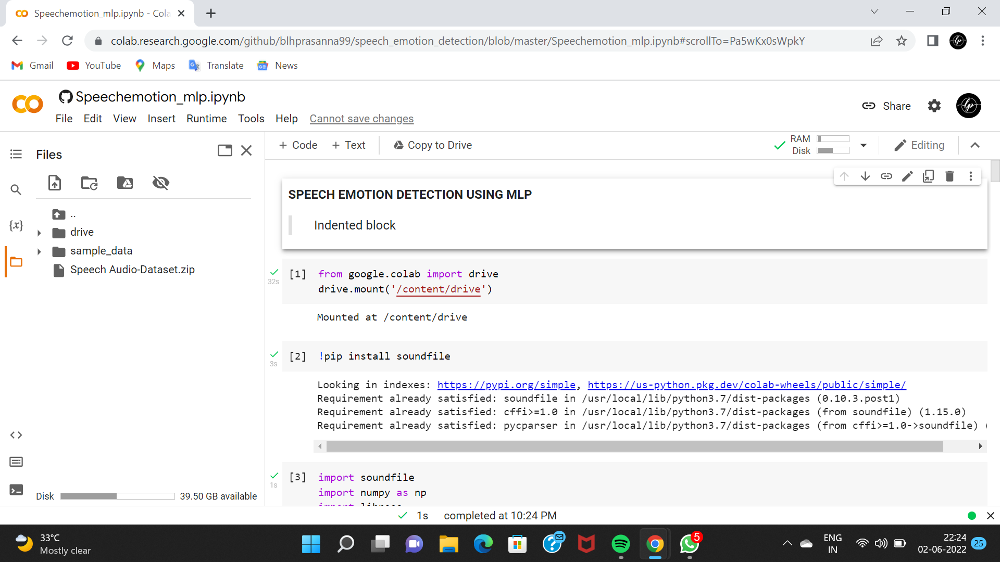 Speechemotion_mlp.ipynb - Cola
colab.research.google.com/github/blhprasanna99/speech_emotion_detection/blob/master/Speechemotion_mlp.ipynb#scrollTo=Pa5wKx0sWpkY
Gmail YouTube Maps Translate News
Speechemotion_mlp.ipynb
File Edit View Insert Runtime Tools Help Cannot save changes
Share
Files
+ Code + Text Copy to Drive
RAM
Disk
Editing
..
drive
sample_data
Speech Audio-Dataset.zip
Disk 39.50 GB available
SPEECH EMOTION DETECTION USING MLP
Indented block
[1] from google.colab import drive
32s
drive.mount('/content/drive')
Mounted at /content/drive
[2] !pip install soundfile
3s
Looking in indexes: https://pypi.org/simple, https://us-python.pkg.dev/colab-wheels/public/simple/
Requirement already satisfied: soundfile in /usr/local/lib/python3.7/dist-packages (0.10.3.post1)
Requirement already satisfied: cffi>=1.0 in /usr/local/lib/python3.7/dist-packages (from soundfile) (1.15.0)
Requirement already satisfied: pycparser in /usr/local/lib/python3.7/dist-packages (from cffi>=1.0->soundfile) (
[3] import soundfile
1s
import numpy as np
1s completed at 10:24 PM
33°C
Mostly clear
5
ENG
IN
22:24
02-06-2022
25